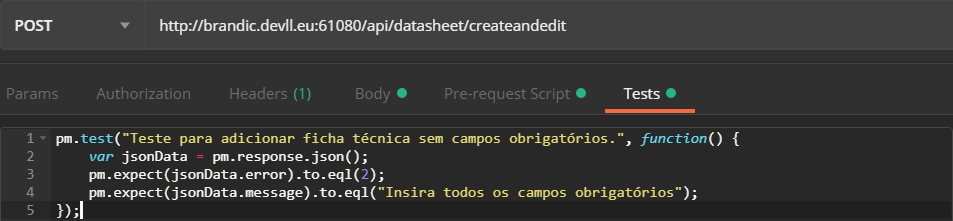 POST http://brandic.devll.eu:61080/api/datasheet/createandedit
Params Authorization Headers (1) Body Pre-request Script Tests
1 pm.test("Teste para adicionar ficha técnica sem campos obrigatórios.", function() {
2 var jsonData = pm.response.json();
3 pm.expect(jsonData.error).to.eql(2);
4 pm.expect(jsonData.message).to.eql("Insira todos os campos obrigatórios");
5 });